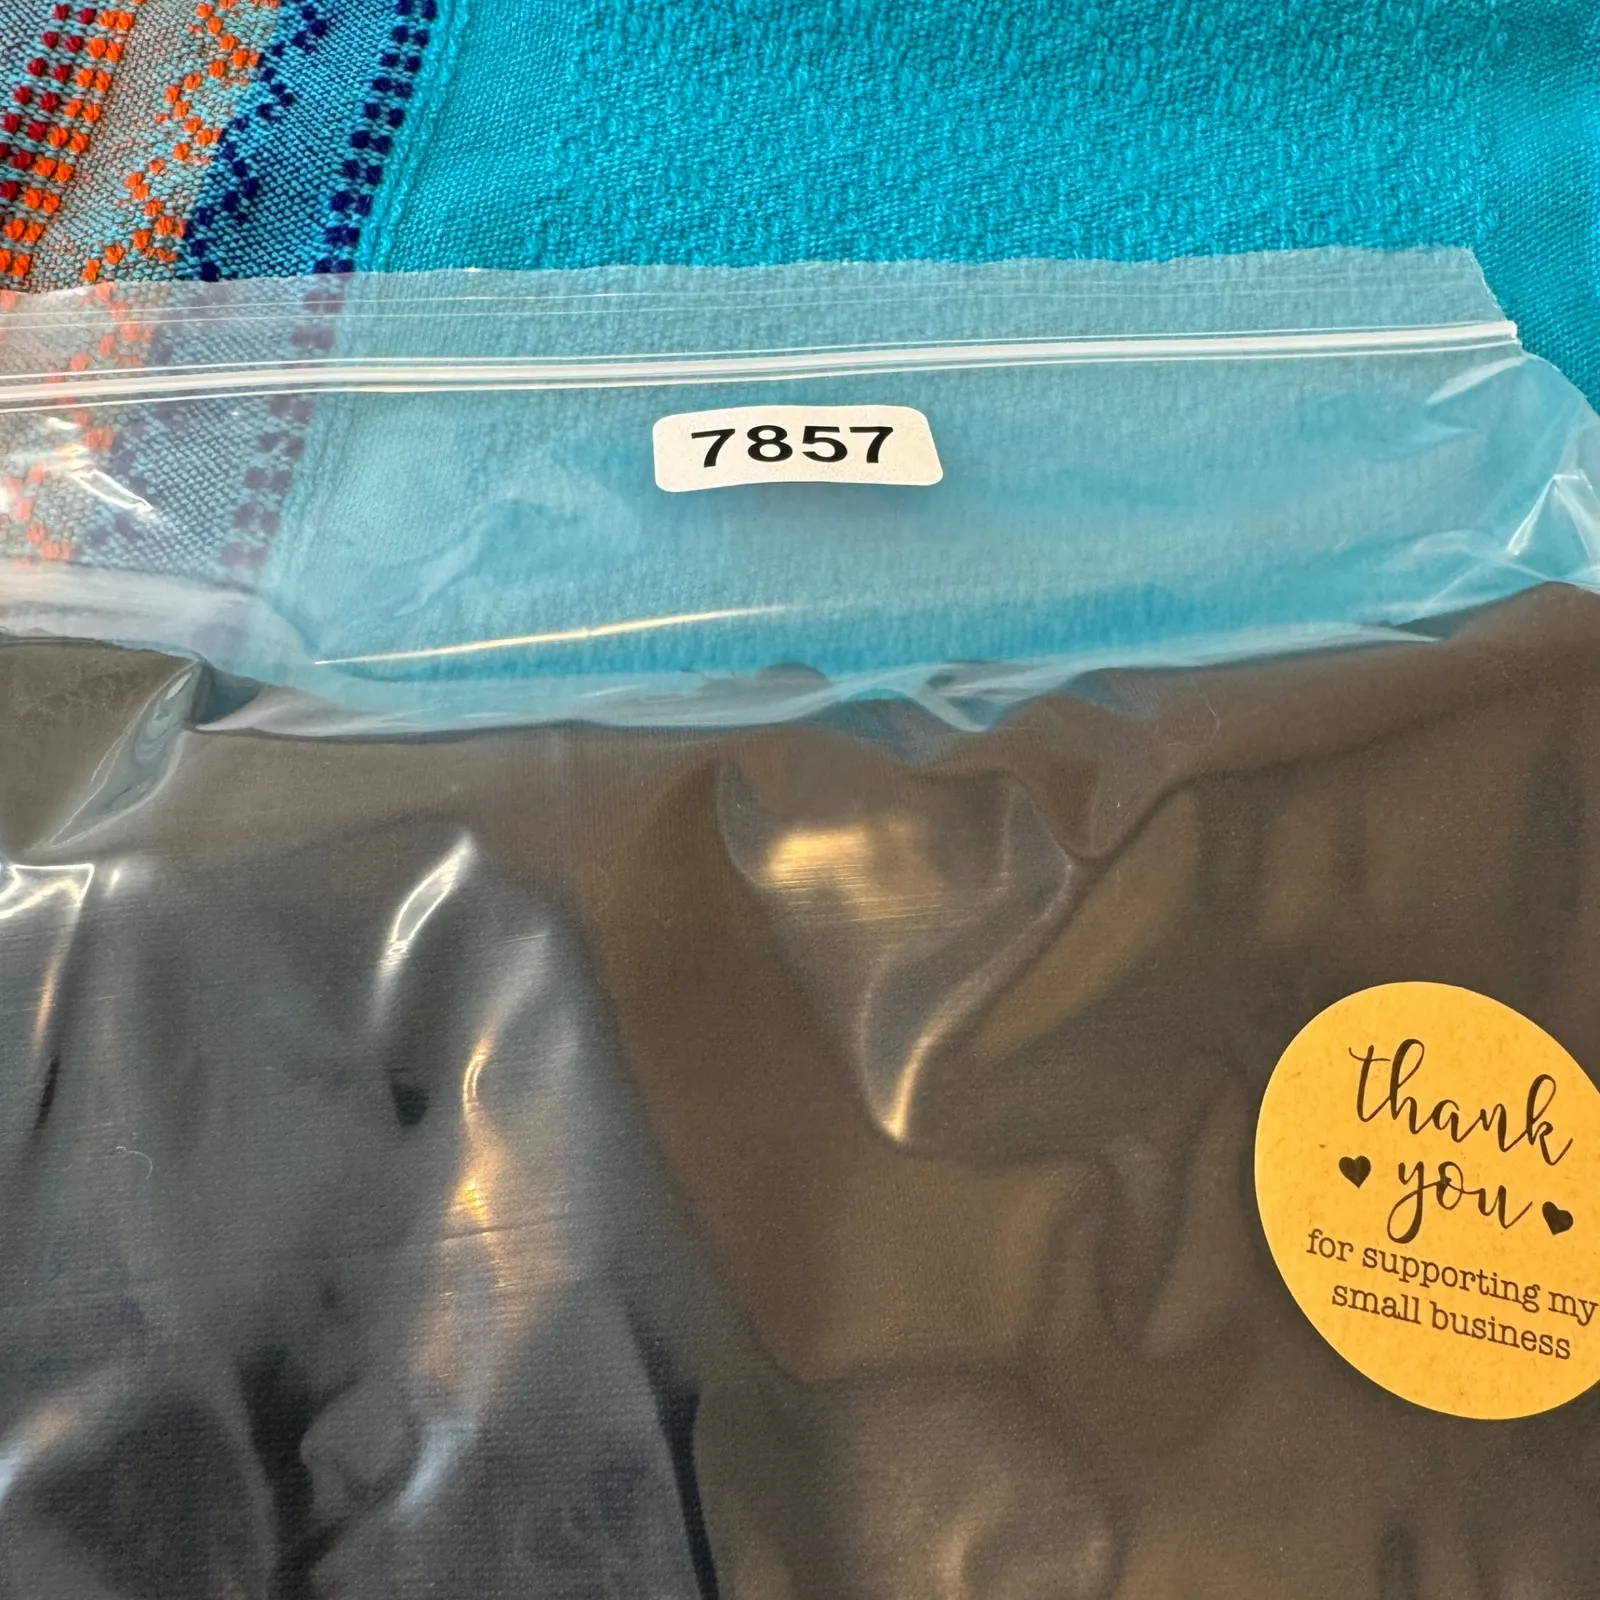 7857
thank
you
for supporting my
small business